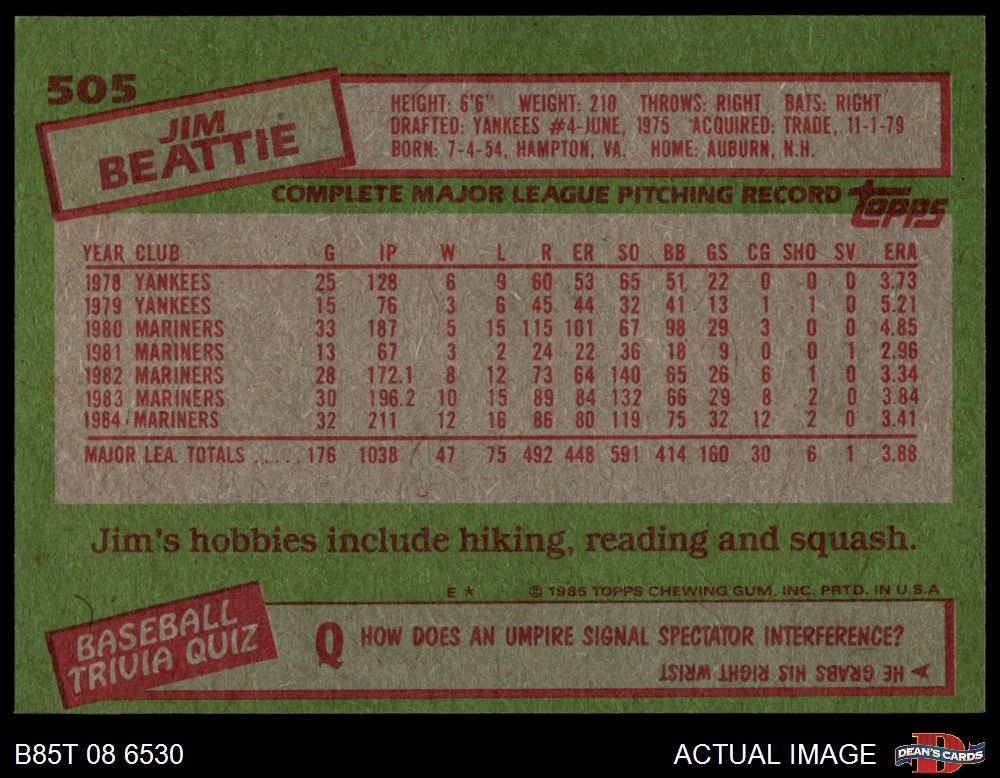 505
JIM
BEATTIE
HEIGHT: 6'6" WEIGHT: 210 THROWS: RIGHT BATS: RIGHT
DRAFTED: YANKEES #4-JUNE, 1975 ACQUIRED: TRADE, 11-1-79
BORN: 7-4-54, HAMPTON, VA. HOME: AUBURN, N.H.
COMPLETE MAJOR LEAGUE PITCHING RECORD topps
YEAR CLUB G IP W L R ER SO BB GS CG SHO SV ERA
1978 YANKEES 25 128 6 9 60 53 65 51 22 0 0 0 3.73
1979 YANKEES 15 76 3 6 45 44 32 41 13 1 1 0 5.21
1980 MARINERS 33 187 5 15 115 101 67 98 29 3 0 0 4.85
1981 MARINERS 13 67 3 2 24 22 36 18 9 0 0 1 2.96
1982 MARINERS 28 172.1 8 12 73 64 140 65 26 6 1 0 3.34
1983 MARINERS 30 196.2 10 15 89 84 132 66 29 8 2 0 3.84
1984 MARINERS 32 211 12 16 86 80 119 75 32 12 2 0 3.41
MAJOR LEA. TOTALS .....176 1038 47 75 492 448 591 414 160 30 6 1 3.88
Jim's hobbies include hiking, reading and squash.
E * © 1985 TOPPS CHEWING GUM, INC. PRTD. IN U.S.A
BASEBALL
TRIVIA QUIZ
Q HOW DOES AN UMPIRE SIGNAL SPECTATOR INTERFERENCE?
HE GRABS HIS RIGHT WRIST
B85T 08 6530
ACTUAL IMAGE
DEAN'S CARDS